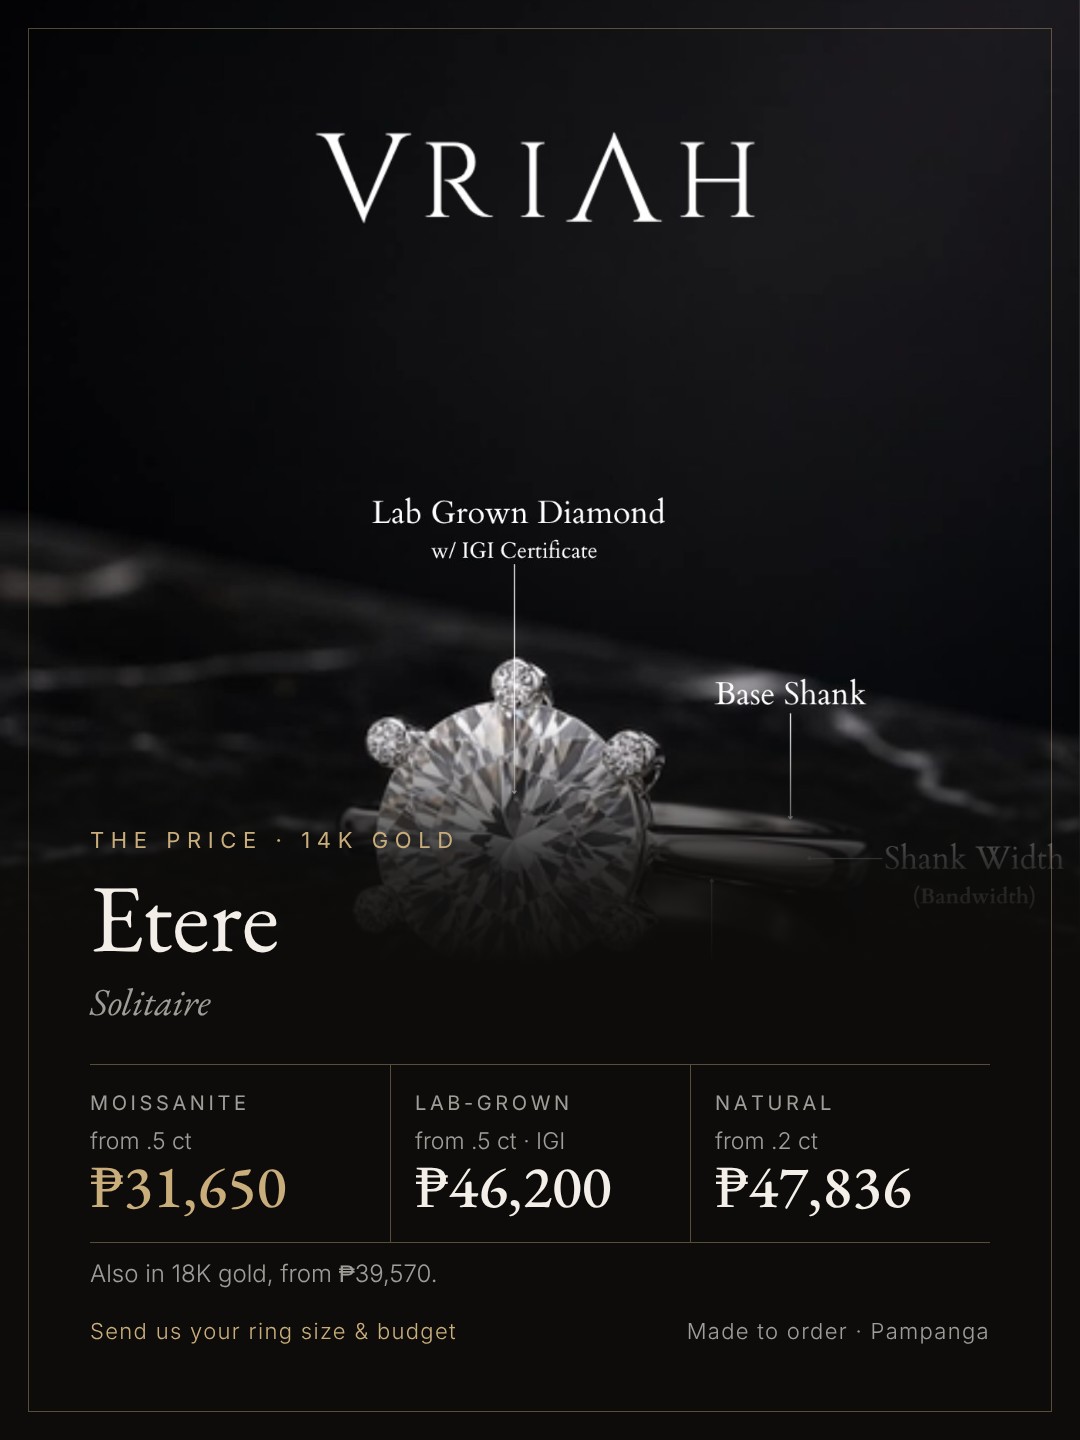 VRIAH
Lab Grown Diamond
w/ IGI Certificate
Base Shank
Shank Width
(Bandwidth)
THE PRICE · 14K GOLD
Etere
Solitaire
MOISSANITE
from .5 ct
₱31,650
LAB-GROWN
from .5 ct · IGI
₱46,200
NATURAL
from .2 ct
₱47,836
Also in 18K gold, from ₱39,570.
Send us your ring size & budget
Made to order · Pampanga